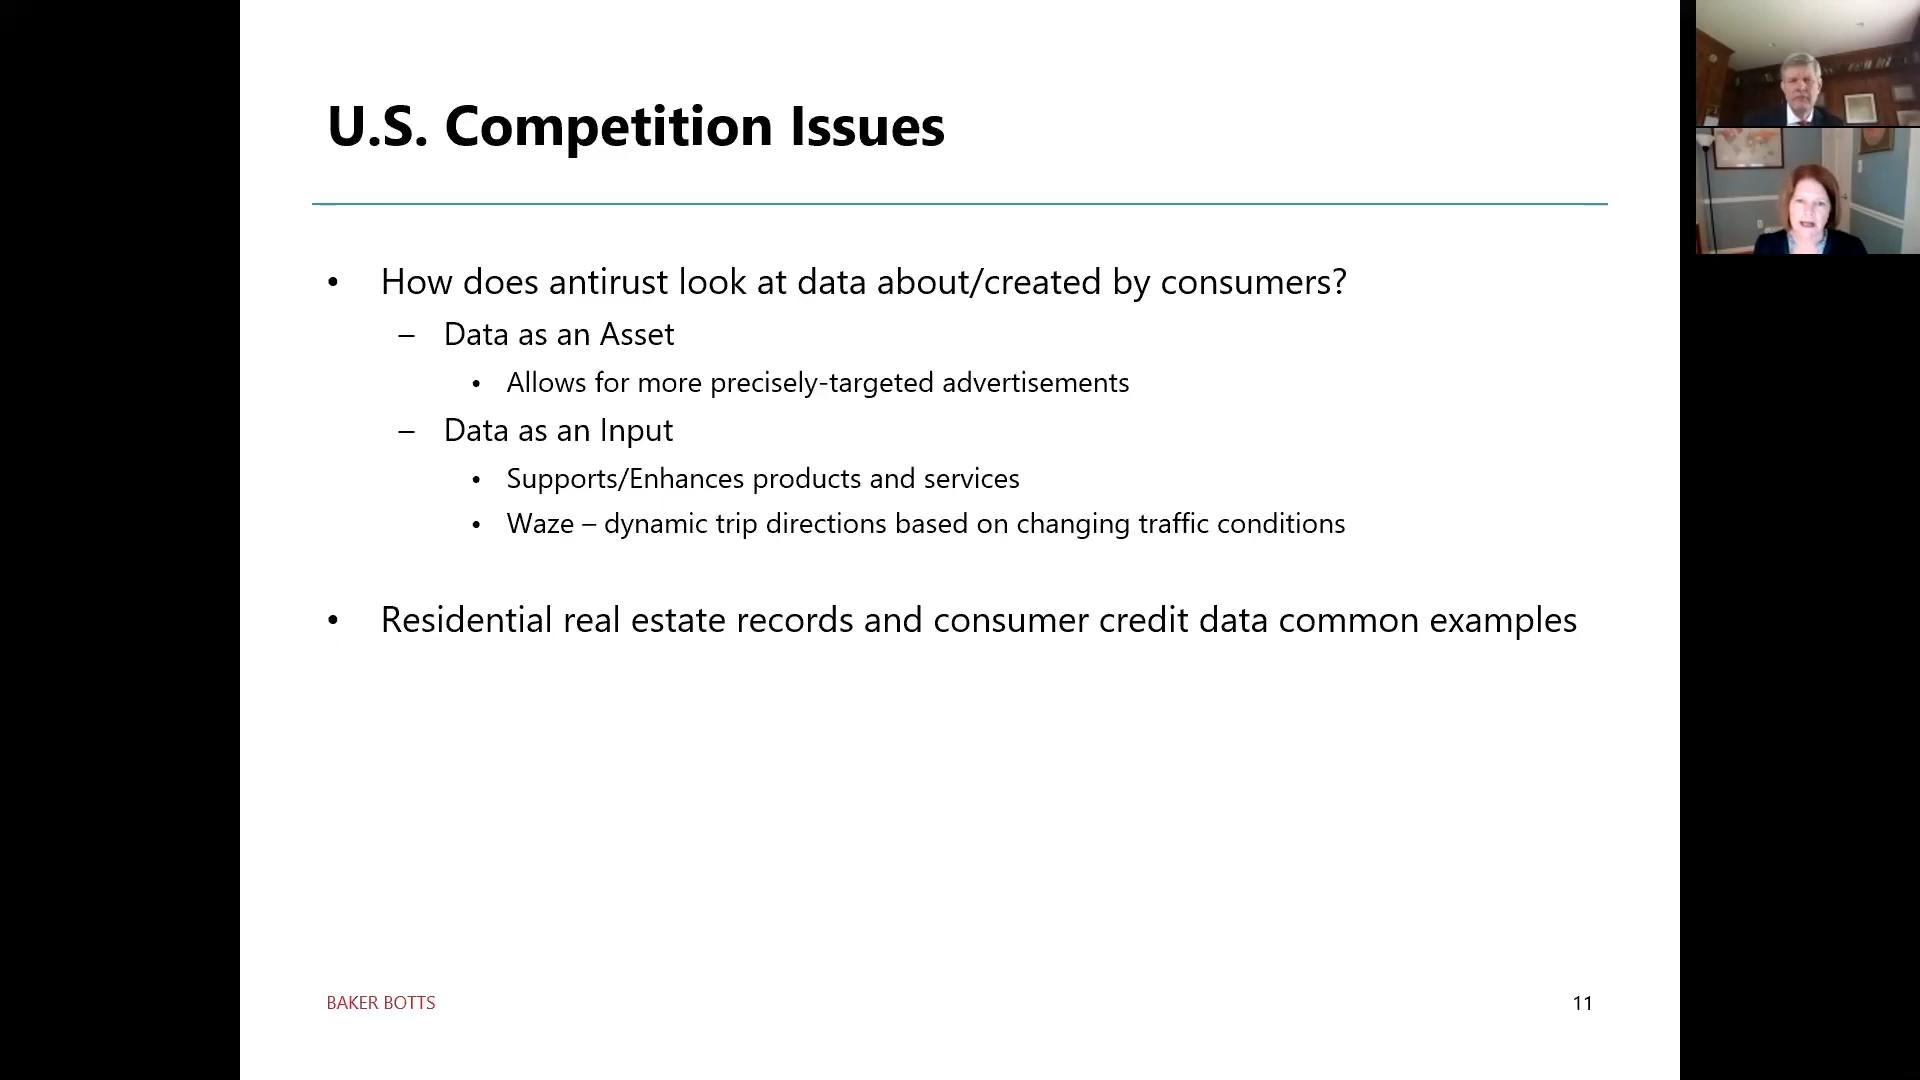 U.S. Competition Issues
• How does antirust look at data about/created by consumers?
– Data as an Asset
• Allows for more precisely-targeted advertisements
– Data as an Input
• Supports/Enhances products and services
• Waze – dynamic trip directions based on changing traffic conditions
• Residential real estate records and consumer credit data common examples
BAKER BOTTS
11